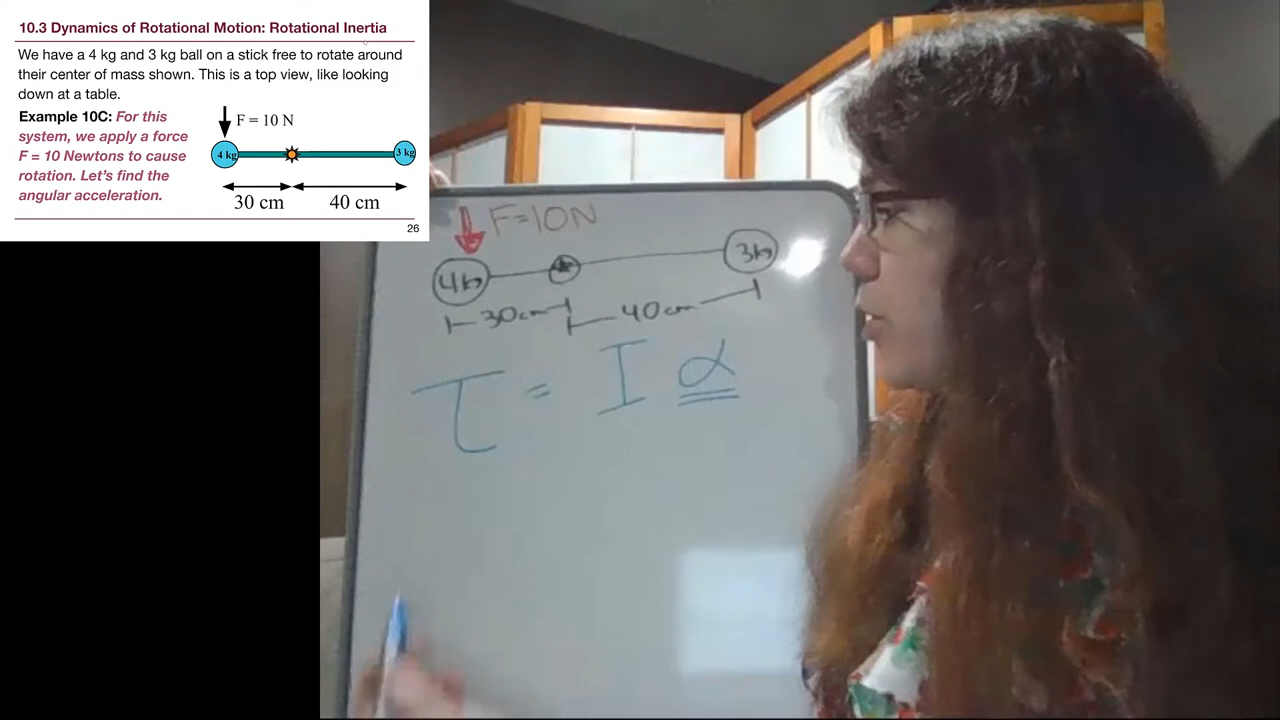 10.3 Dynamics of Rotational Motion: Rotational Inertia
We have a 4 kg and 3 kg ball on a stick free to rotate around
their center of mass shown. This is a top view, like looking
down at a table.
Example 10C: For this
system, we apply a force
F = 10 Newtons to cause
rotation. Let's find the
angular acceleration.
F = 10 N
4 kg
3 kg
30 cm
40 cm
26
F=10N
4kg
3kg
30cm
40cm
τ = I α